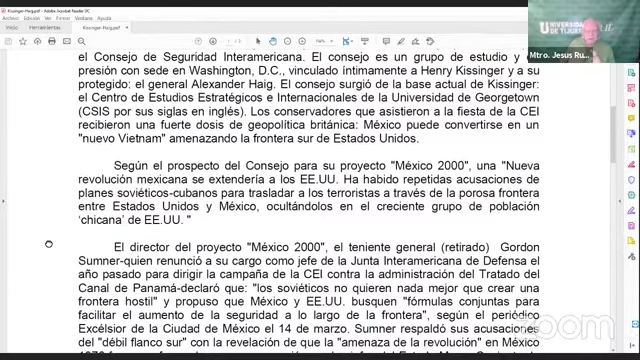 Kissinger-Haig.pdf - Adobe Acrobat Reader DC
Archivo Edición Ver Firmar Ventana Ayuda
Inicio Herramientas Kissinger-Haig.pdf
UNIVERSIDAD
DE TIJUANA
Mtro. Jesus Ru...
el Consejo de Seguridad Interamericana. El consejo es un grupo de estudio y
presión con sede en Washington, D.C., vinculado íntimamente a Henry Kissinger y a su
protegido: el general Alexander Haig. El consejo surgió de la base actual de Kissinger:
el Centro de Estudios Estratégicos e Internacionales de la Universidad de Georgetown
(CSIS por sus siglas en inglés). Los conservadores que asistieron a la fiesta de la CEI
recibieron una fuerte dosis de geopolítica británica: México puede convertirse en un
"nuevo Vietnam" amenazando la frontera sur de Estados Unidos.
Según el prospecto del Consejo para su proyecto "México 2000", una "Nueva
revolución mexicana se extendería a los EE.UU. Ha habido repetidas acusaciones de
planes soviéticos-cubanos para trasladar a los terroristas a través de la porosa frontera
entre Estados Unidos y México, ocultándolos en el creciente grupo de población
'chicana' de EE.UU. "
El director del proyecto "México 2000", el teniente general (retirado) Gordon
Sumner-quien renunció a su cargo como jefe de la Junta Interamericana de Defensa el
año pasado para dirigir la campaña de la CEI contra la administración del Tratado del
Canal de Panamá-declaró que: "los soviéticos no quieren nada mejor que crear una
frontera hostil" y propuso que México y EE.UU. busquen "fórmulas conjuntas para
facilitar el aumento de la seguridad a lo largo de la frontera", según el periódico
Excélsior de la Ciudad de México el 14 de marzo. Sumner respaldó sus acusaciones
del "débil flanco sur" con la revelación de que la "amenaza de la revolución" en México
zoom